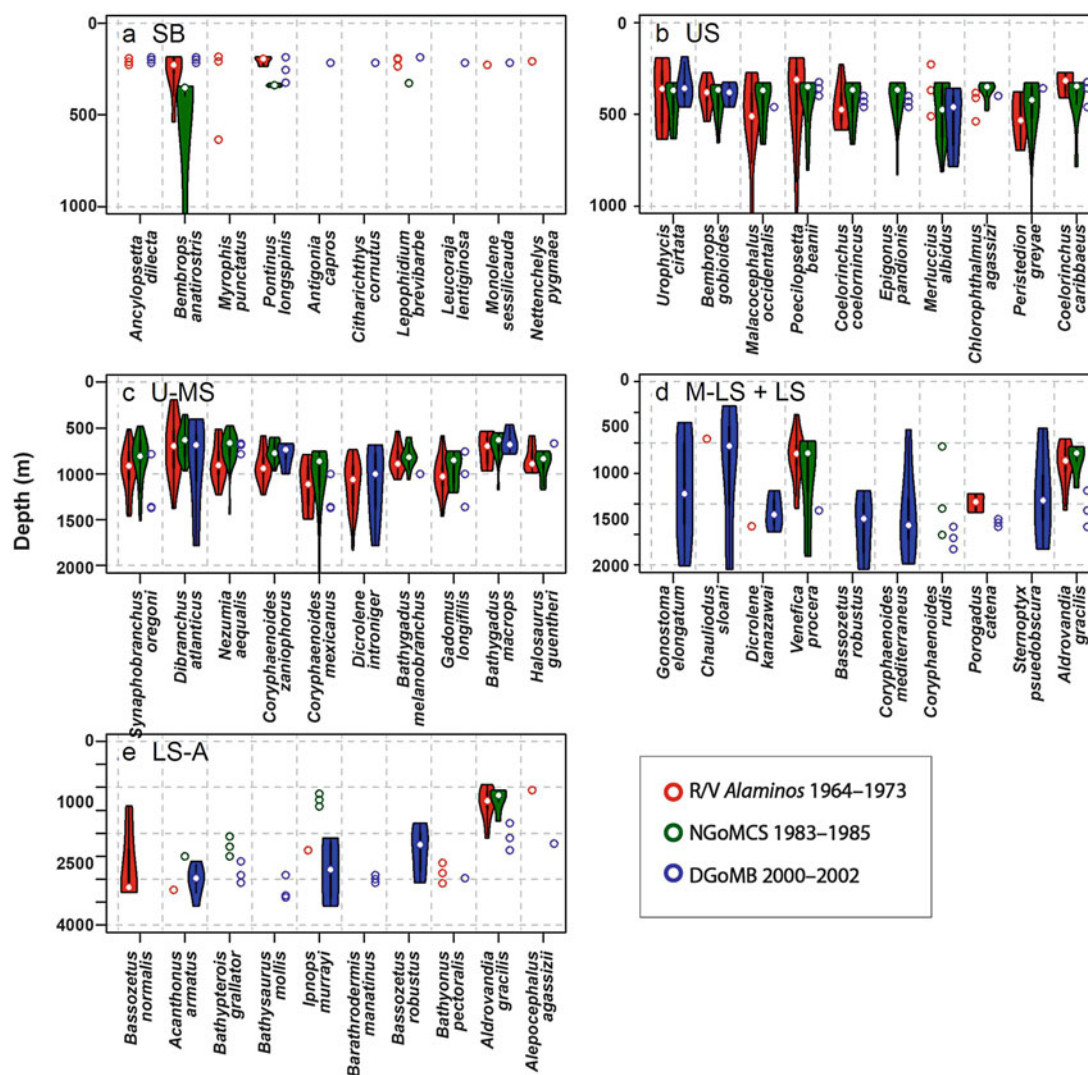 a SB
0
500
1000
Ancylopsetta
dilecta
Bembrops
anatirostris
Myrophis
punctatus
Pontinus
longspinis
Antigonia
capros
Citharichthys
cornutus
Lepophidium
brevibarbe
Leucoraja
lentiginosa
Monolene
sessilicauda
Nettenchelys
pygmaea
b US
0
500
1000
Urophycis
cirtata
Bembrops
gobioides
Malacocephalus
occidentalis
Poecilopsetta
beanii
Coelorinchus
coelornincus
Epigonus
pandionis
Merluccius
albidus
Chlorophthalmus
agassizi
Peristedion
greyae
Coelorinchus
caribbaeus
c U-MS
0
500
1000
1500
2000
Depth (m)
Synaphobranchus
oregoni
Dibranchus
atlanticus
Nezumia
aequalis
Coryphaenoides
zaniophorus
Coryphaenoides
mexicanus
Dicrolene
introniger
Bathygadus
melanobranchus
Gadomus
longifilis
Bathygadus
macrops
Halosaurus
guentheri
d M-LS + LS
0
500
1000
1500
2000
Gonostoma
elongatum
Chauliodus
sloani
Dicrolene
kanazawai
Venefica
procera
Bassozetus
robustus
Coryphaenoides
mediterraneus
Coryphaenoides
rudis
Porogadus
catena
Sternoptyx
psuedobscura
Aldrovandia
gracilis
e LS-A
0
1000
2500
4000
Bassozetus
normalis
Acanthonus
armatus
Bathypterois
grallator
Bathysaurus
mollis
Ipnops
murrayi
Barathrodermis
manatinus
Bassozetus
robustus
Bathyonus
pectoralis
Aldrovandia
gracilis
Alepocephalus
agassizii
R/V Alaminos 1964–1973
NGoMCS 1983–1985
DGoMB 2000–2002